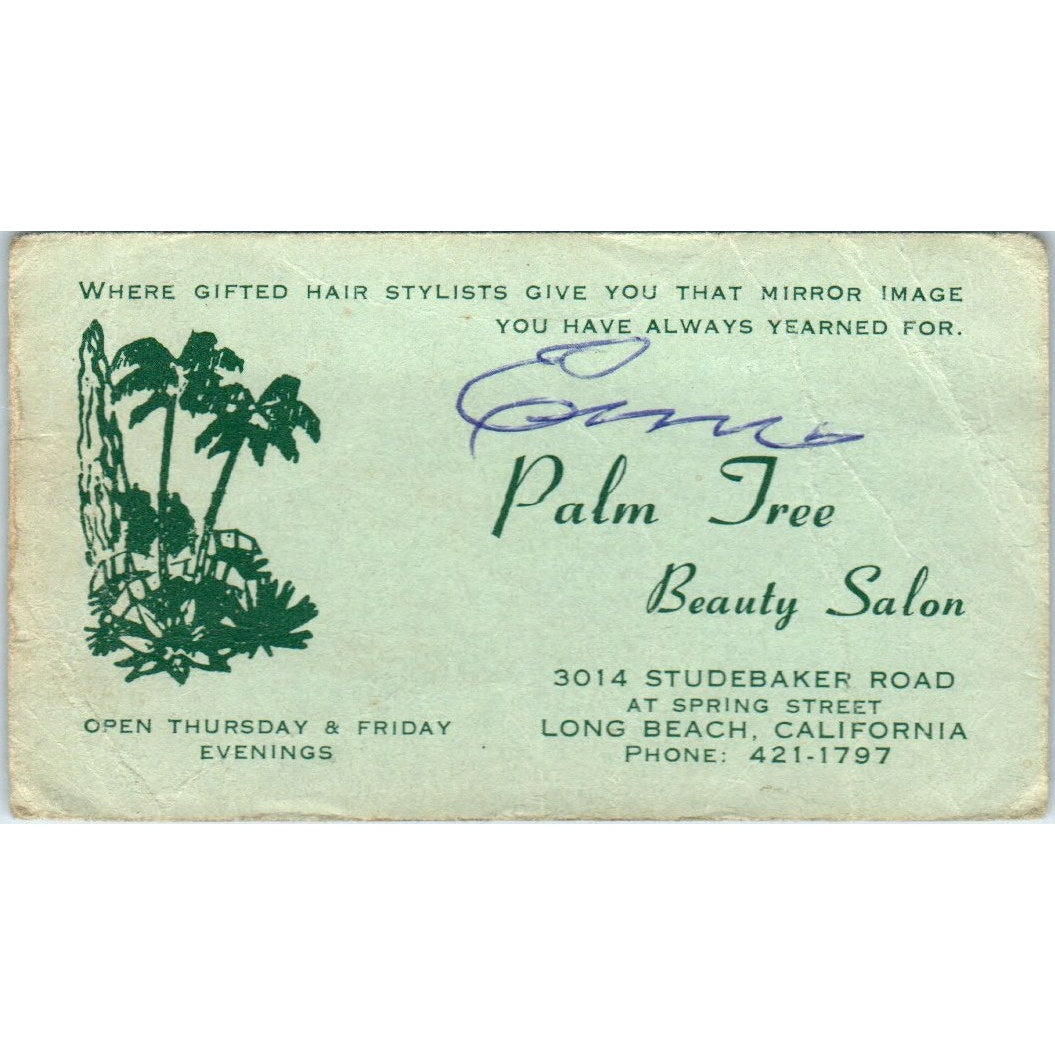 WHERE GIFTED HAIR STYLISTS GIVE YOU THAT MIRROR IMAGE
YOU HAVE ALWAYS YEARNED FOR.
Palm Tree
Beauty Salon
3014 STUDEBAKER ROAD
AT SPRING STREET
LONG BEACH, CALIFORNIA
PHONE: 421-1797
OPEN THURSDAY & FRIDAY
EVENINGS